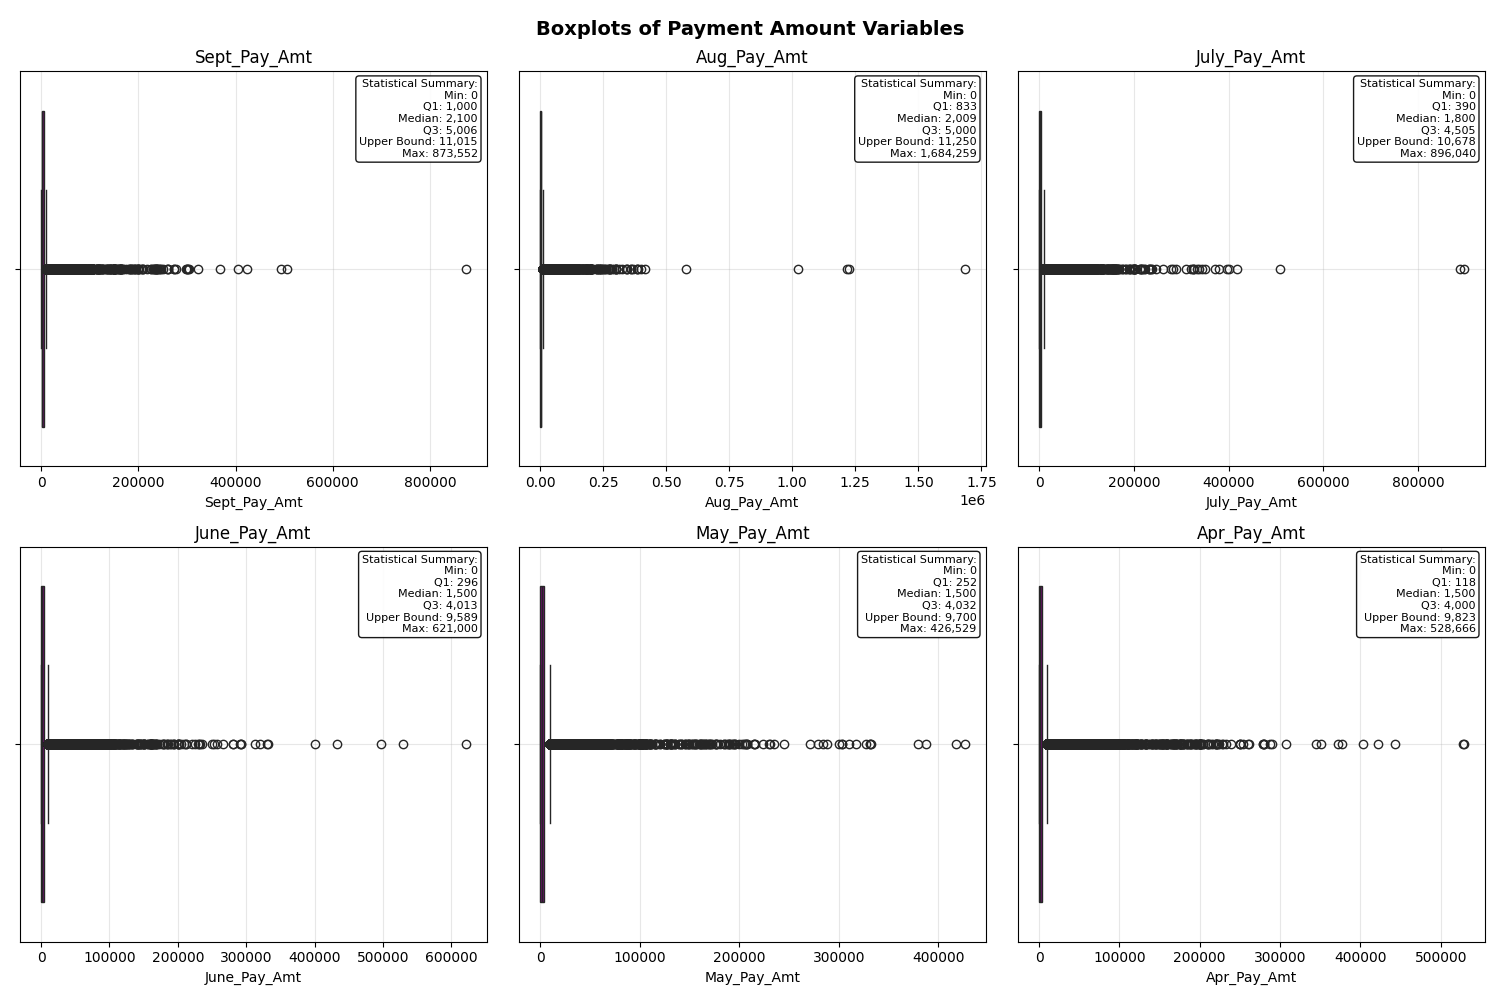 Boxplots of Payment Amount Variables
Sept_Pay_Amt
Statistical Summary:
Min: 0
Q1: 1,000
Median: 2,100
Q3: 5,006
Upper Bound: 11,015
Max: 873,552
0 200000 400000 600000 800000
Sept_Pay_Amt
Aug_Pay_Amt
Statistical Summary:
Min: 0
Q1: 833
Median: 2,009
Q3: 5,000
Upper Bound: 11,250
Max: 1,684,259
0.00 0.25 0.50 0.75 1.00 1.25 1.50 1.75
1e6
Aug_Pay_Amt
July_Pay_Amt
Statistical Summary:
Min: 0
Q1: 390
Median: 1,800
Q3: 4,505
Upper Bound: 10,678
Max: 896,040
0 200000 400000 600000 800000
July_Pay_Amt
June_Pay_Amt
Statistical Summary:
Min: 0
Q1: 296
Median: 1,500
Q3: 4,013
Upper Bound: 9,589
Max: 621,000
0 100000 200000 300000 400000 500000 600000
June_Pay_Amt
May_Pay_Amt
Statistical Summary:
Min: 0
Q1: 252
Median: 1,500
Q3: 4,032
Upper Bound: 9,700
Max: 426,529
0 100000 200000 300000 400000
May_Pay_Amt
Apr_Pay_Amt
Statistical Summary:
Min: 0
Q1: 118
Median: 1,500
Q3: 4,000
Upper Bound: 9,823
Max: 528,666
0 100000 200000 300000 400000 500000
Apr_Pay_Amt